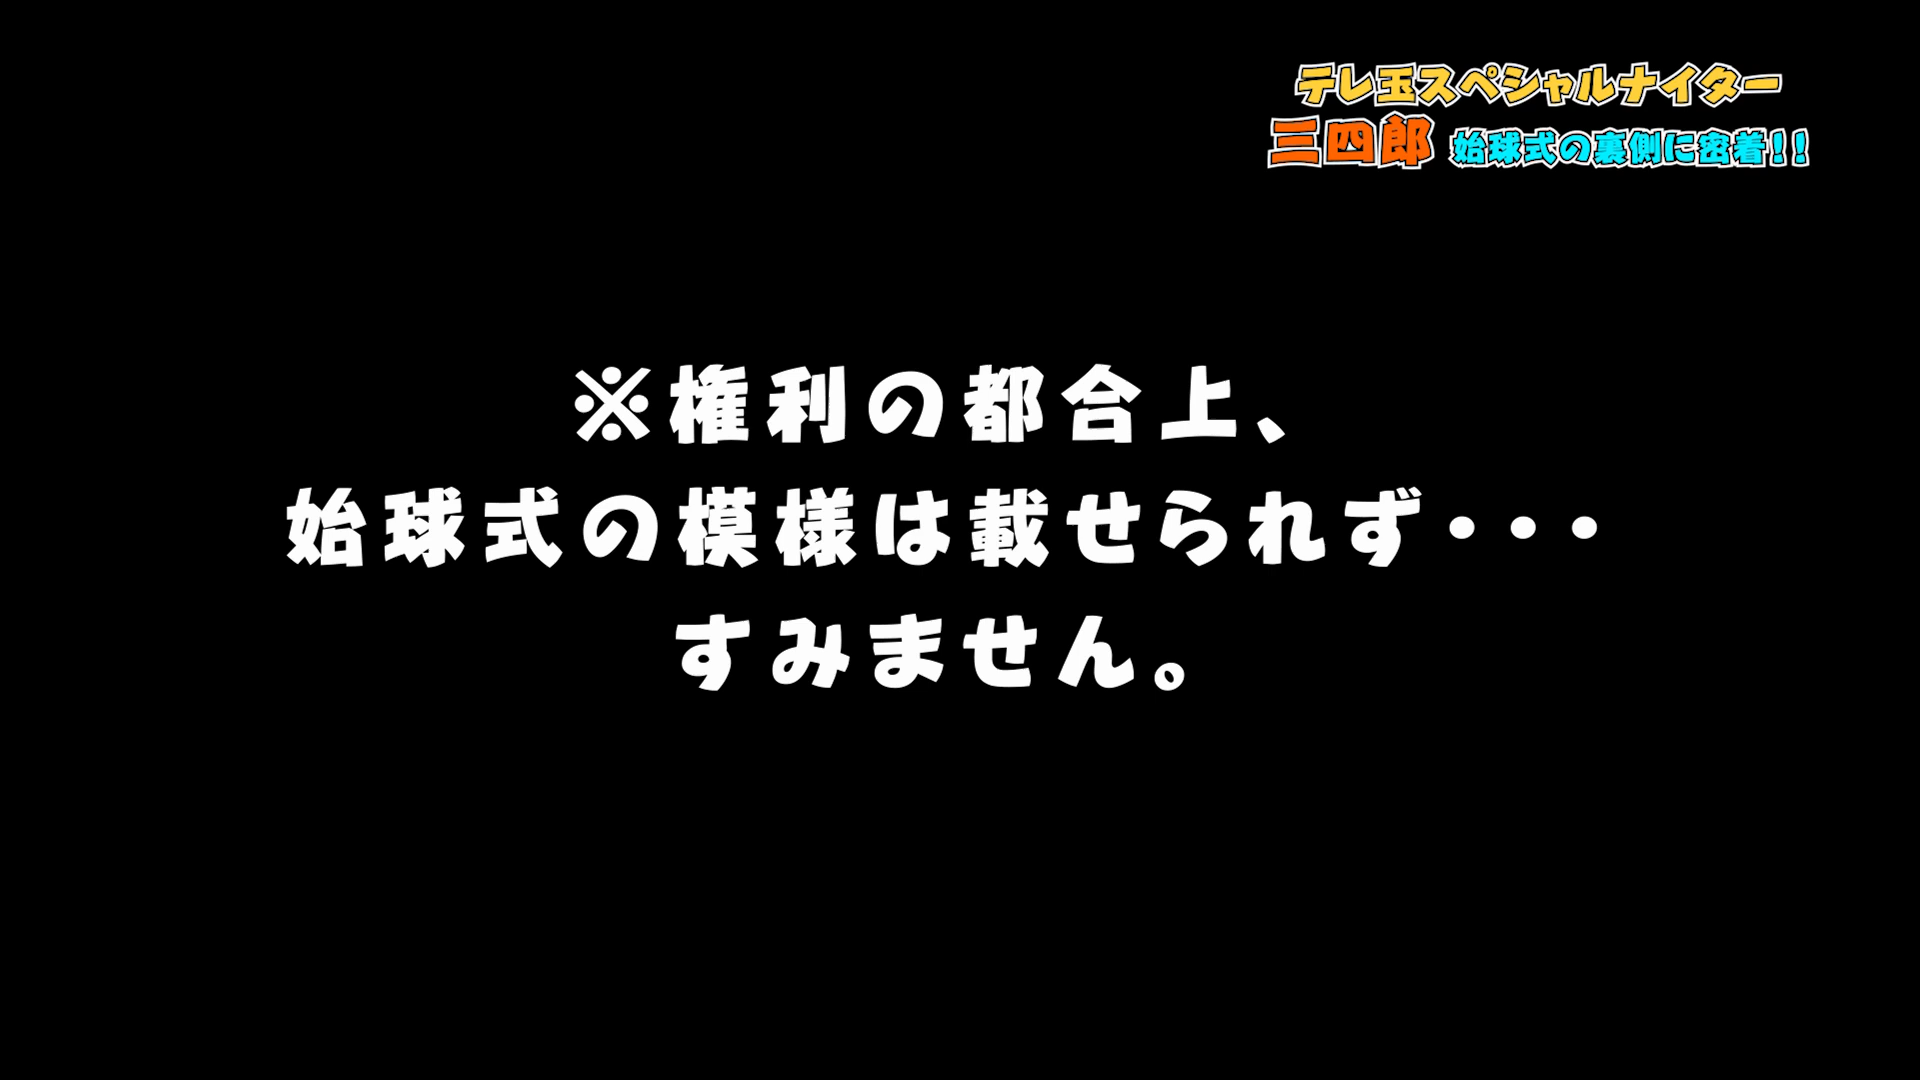 テレ玉スペシャルナイター
三四郎 始球式の裏側に密着!!
※権利の都合上、
始球式の模様は載せられず・・・
すみません。